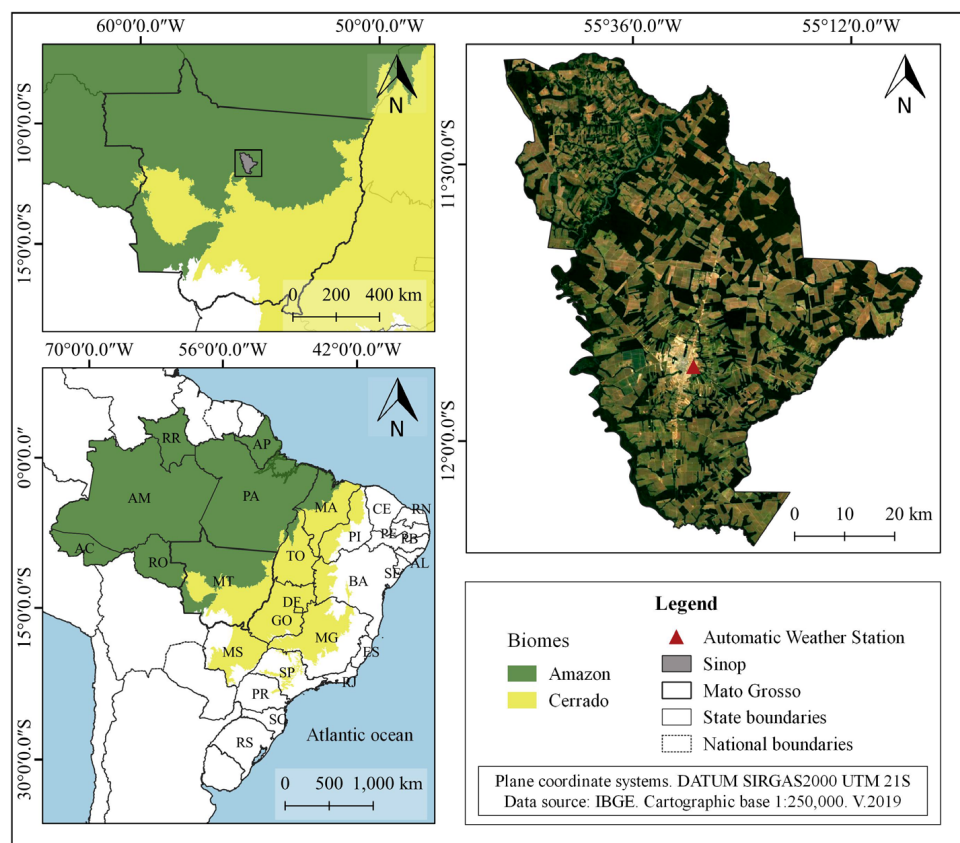 60°0'0.0"W
50°0'0.0"W
10°0'0.0"S
15°0'0.0"S
N
0 200 400 km
70°0'0.0"W
56°0'0.0"W
42°0'0.0"W
0°0'0.0"
15°0'0.0"S
30°0'0.0"S
N
RR
AP
AM
PA
MA
CE
RN
PI
PE
PB
AC
RO
TO
AL
SE
MT
BA
DF
GO
MG
MS
ES
SP
RJ
PR
SC
RS
Atlantic ocean
0 500 1,000 km
55°36'0.0"W
55°12'0.0"W
11°30'0.0"S
12°0'0.0"S
N
0 10 20 km
Legend
Biomes
Amazon
Cerrado
Automatic Weather Station
Sinop
Mato Grosso
State boundaries
National boundaries
Plane coordinate systems. DATUM SIRGAS2000 UTM 21S
Data source: IBGE. Cartographic base 1:250,000. V.2019